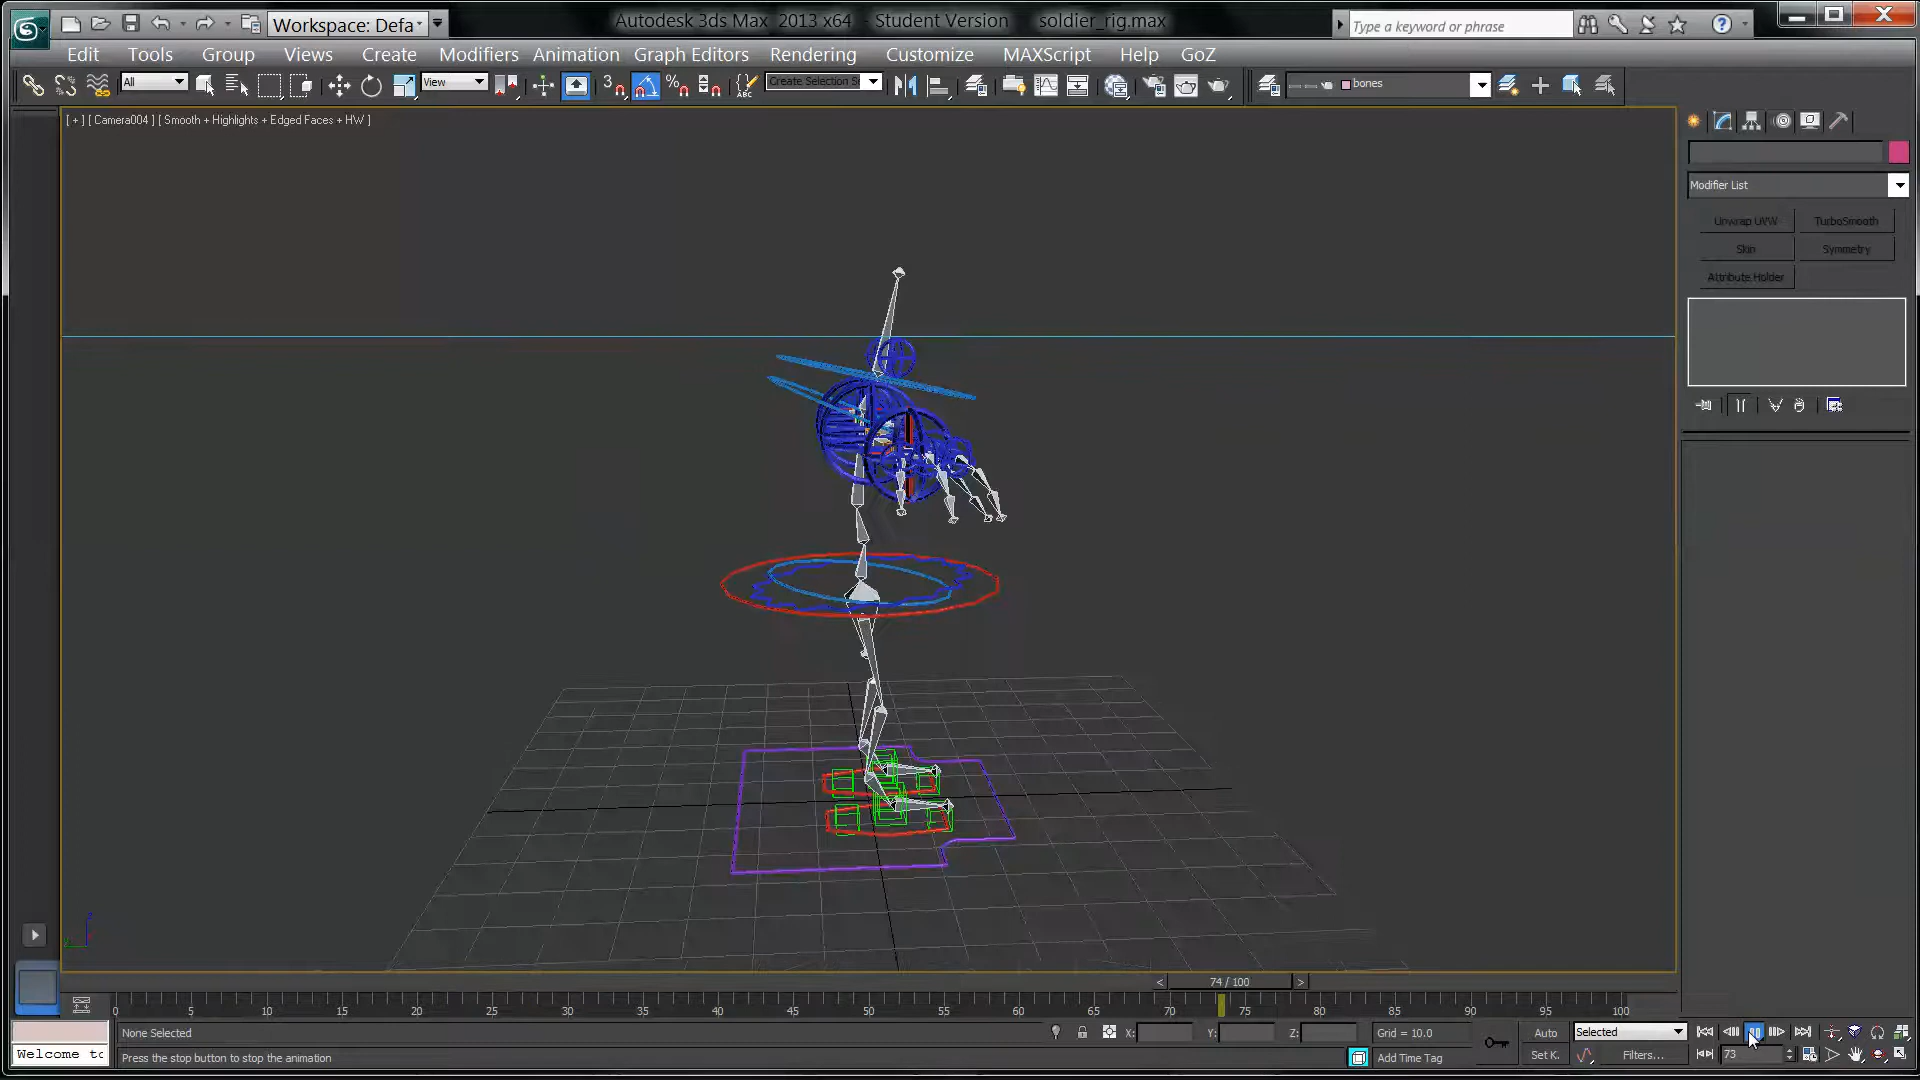 Workspace: Defa
Autodesk 3ds Max 2013 x64 - Student Version soldier_rig.max
Type a keyword or phrase
Edit Tools Group Views Create Modifiers Animation Graph Editors Rendering Customize MAXScript Help GoZ
All
View
3
ABC
Create Selection S
bones
[ + ] [ Camera004 ] [ Smooth + Highlights + Edged Faces + HW ]
Modifier List
Unwrap UVW TurboSmooth
Skin Symmetry
Attribute Holder
< 74 / 100 >
0 5 10 15 20 25 30 35 40 45 50 55 60 65 70 75 80 85 90 95 100
None Selected
X: Y: Z: Grid = 10.0
Auto Selected
Welcome to
Press the stop button to stop the animation
Add Time Tag
Set K. Filters...
73